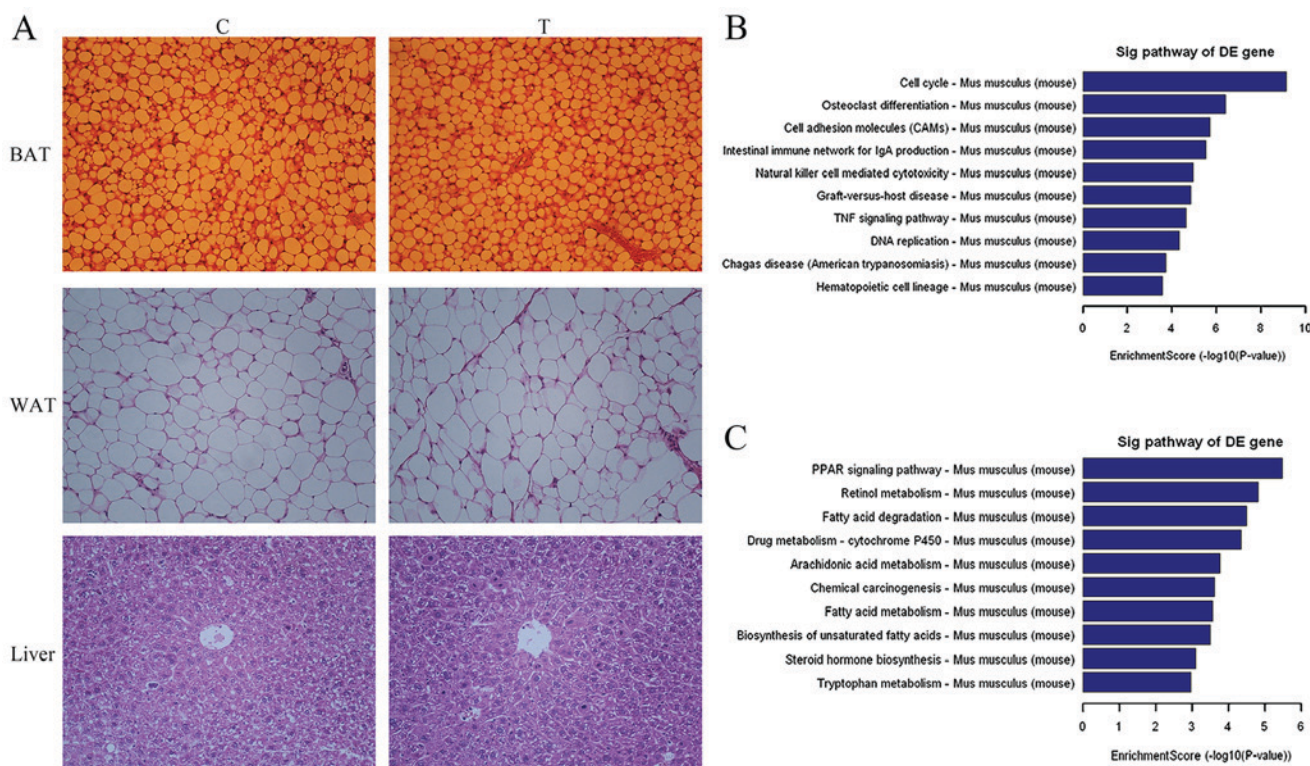 A
C
T
BAT
WAT
Liver
B
Sig pathway of DE gene
Cell cycle - Mus musculus (mouse)
Osteoclast differentiation - Mus musculus (mouse)
Cell adhesion molecules (CAMs) - Mus musculus (mouse)
Intestinal immune network for IgA production - Mus musculus (mouse)
Natural killer cell mediated cytotoxicity - Mus musculus (mouse)
Graft-versus-host disease - Mus musculus (mouse)
TNF signaling pathway - Mus musculus (mouse)
DNA replication - Mus musculus (mouse)
Chagas disease (American trypanosomiasis) - Mus musculus (mouse)
Hematopoietic cell lineage - Mus musculus (mouse)
0 2 4 6 8 10
EnrichmentScore (-log10(P-value))
C
Sig pathway of DE gene
PPAR signaling pathway - Mus musculus (mouse)
Retinol metabolism - Mus musculus (mouse)
Fatty acid degradation - Mus musculus (mouse)
Drug metabolism - cytochrome P450 - Mus musculus (mouse)
Arachidonic acid metabolism - Mus musculus (mouse)
Chemical carcinogenesis - Mus musculus (mouse)
Fatty acid metabolism - Mus musculus (mouse)
Biosynthesis of unsaturated fatty acids - Mus musculus (mouse)
Steroid hormone biosynthesis - Mus musculus (mouse)
Tryptophan metabolism - Mus musculus (mouse)
0 1 2 3 4 5 6
EnrichmentScore (-log10(P-value))